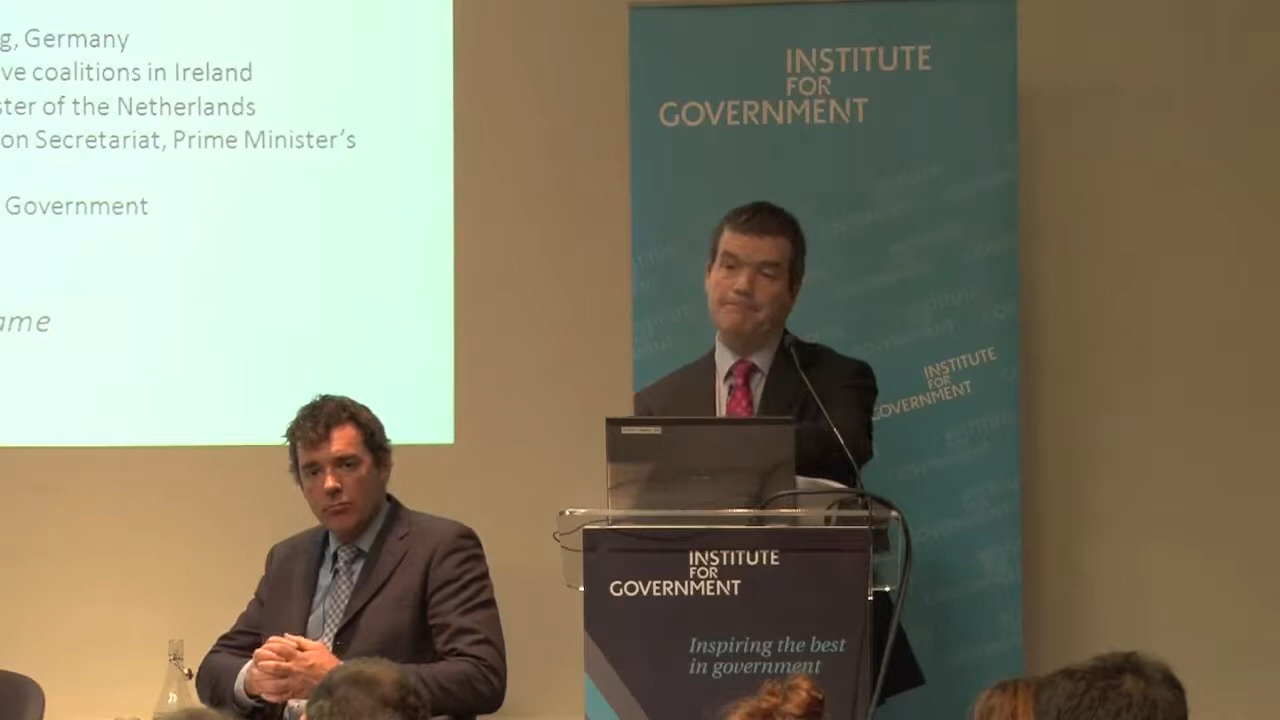 g, Germany
ve coalitions in Ireland
ster of the Netherlands
on Secretariat, Prime Minister's
Government
ame
INSTITUTE
FOR
GOVERNMENT
INSTITUTE
FOR
GOVERNMENT
INSTITUTE
FOR
GOVERNMENT
Inspiring the best
in government